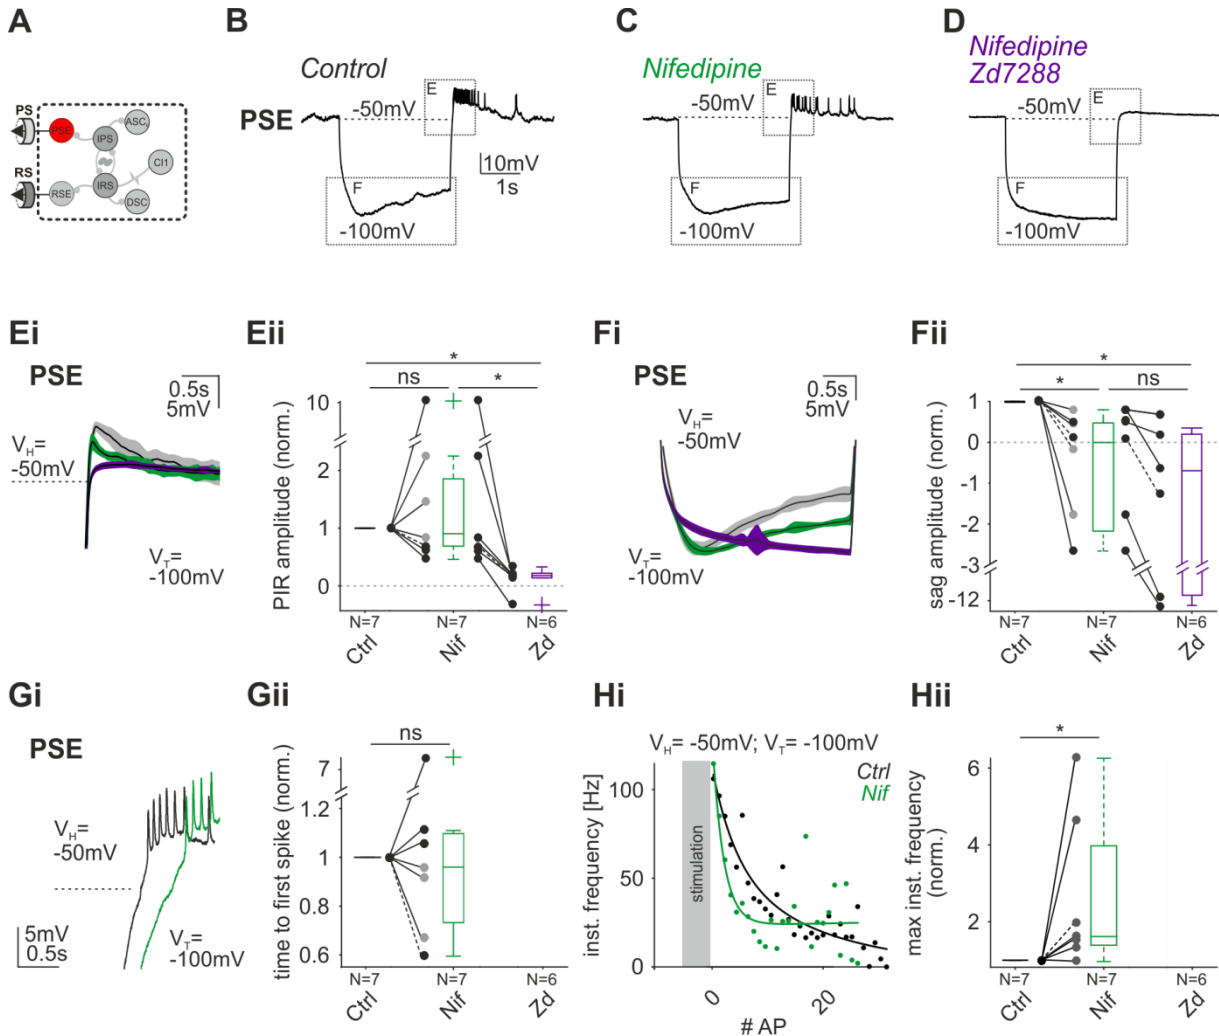 A
B
C
D
PS
RS
PSE
IPS
ASC
CI1
RSE
IRS
DSC
Control
Nifedipine
Nifedipine
Zd7288
PSE
-50mV
E
-50mV
E
-50mV
E
10mV
1s
F
-100mV
F
-100mV
F
-100mV
Ei
Eii
Fi
Fii
PSE
0.5s
5mV
VH=
-50mV
VT=
-100mV
*
ns
*
PIR amplitude (norm.)
10
2
1
0
N=7
N=7
N=6
Ctrl
Nif
Zd
PSE
0.5s
5mV
VH=
-50mV
VT=
-100mV
*
*
ns
sag amplitude (norm.)
1
0
-1
-2
-3
-12
N=7
N=7
N=6
Ctrl
Nif
Zd
Gi
Gii
Hi
Hii
PSE
VH=
-50mV
VT=
-100mV
5mV
0.5s
ns
time to first spike (norm.)
7
1.2
1
0.8
0.6
N=7
N=7
N=6
Ctrl
Nif
Zd
VH= -50mV; VT= -100mV
Ctrl
Nif
stimulation
inst. frequency [Hz]
100
50
0
0
20
# AP
*
max inst. frequency
(norm.)
6
4
2
N=7
N=7
N=6
Ctrl
Nif
Zd